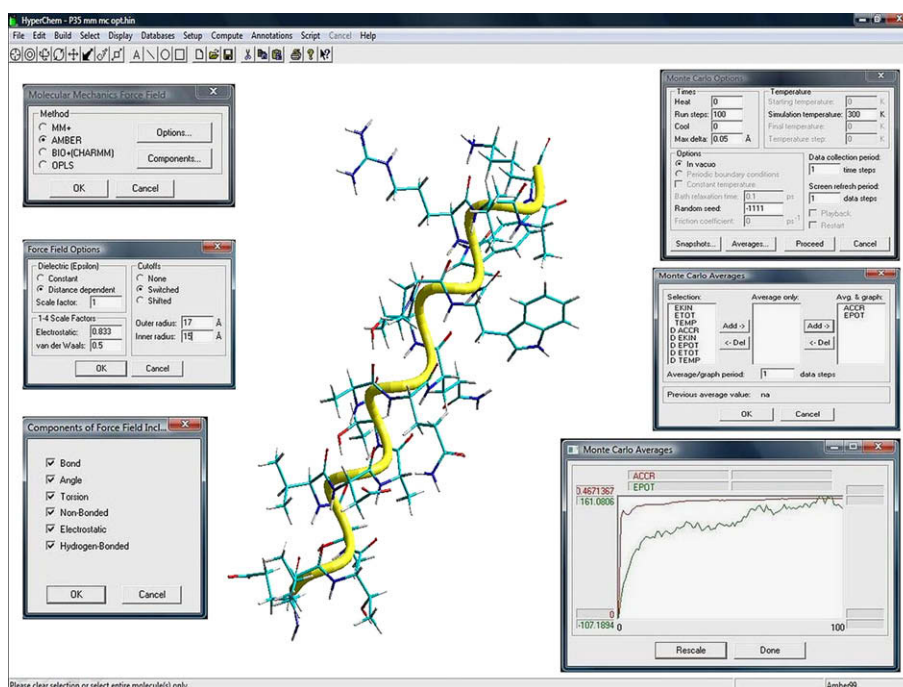 HyperChem - P35 mm mc opt.hin
File Edit Build Select Display Databases Setup Compute Annotations Script Cancel Help
Molecular Mechanics Force Field
Method
MM+
AMBER
BIO+(CHARMM)
OPLS
Options...
Components...
OK Cancel
Force Field Options
Dielectric (Epsilon)
Constant
Distance dependent
Scale factor: 1
1-4 Scale Factors
Electrostatic: 0.833
van der Waals: 0.5
Cutoffs
None
Switched
Shifted
Outer radius: 17 Å
Inner radius: 15 Å
OK Cancel
Components of Force Field Incl...
Bond
Angle
Torsion
Non-Bonded
Electrostatic
Hydrogen-Bonded
OK Cancel
Monte Carlo Options
Times
Heat 0
Run steps: 100
Cool 0
Max delta: 0.05 Å
Temperature
Starting temperature: 0 K
Simulation temperature: 300 K
Final temperature: 0 K
Temperature step: 0 K
Options
In vacuo
Periodic boundary conditions
Constant temperature
Bath relaxation time: 0.1 ps
Random seed: -1111
Friction coefficient: 0 ps-1
Data collection period:
1 time steps
Screen refresh period:
1 data steps
Playback
Restart
Snapshots... Averages... Proceed Cancel
Monte Carlo Averages
Selection:
EKIN
ETOT
TEMP
D ACCR
D EKIN
D EPOT
D ETOT
D TEMP
Add ->
<- Del
Average only:
Add ->
<- Del
Avg. & graph:
ACCR
EPOT
Average/graph period: 1 data steps
Previous average value: na
OK Cancel
Monte Carlo Averages
ACCR
EPOT
0.4671367
161.0806
0
-107.1894
0 100
Rescale Done
Please clear selection or select entire molecule(s) only.
Amber99